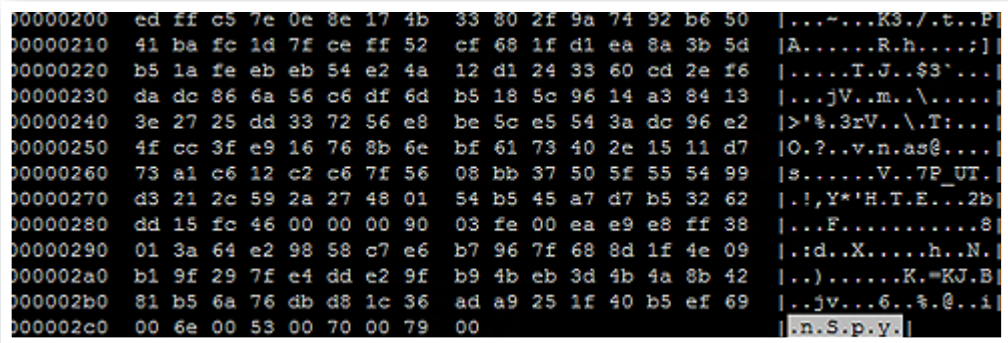 00000200 ed ff c5 7e 0e 8e 17 4b 33 80 2f 9a 74 92 b6 50 |...~...K3./.t..P|
00000210 41 ba fc 1d 7f ce ff 52 cf 68 1f d1 ea 8a 3b 5d |A......R.h....;]|
00000220 b5 1a fe eb eb 54 e2 4a 12 d1 24 33 60 cd 2e f6 |.....T.J..$3`...|
00000230 da dc 86 6a 56 c6 df 6d b5 18 5c 96 14 a3 84 13 |...jV..m..\.....|
00000240 3e 27 25 dd 33 72 56 e8 be 5c e5 54 3a dc 96 e2 |>'%.3rV..\.T:...|
00000250 4f cc 3f e9 16 76 8b 6e bf 61 73 40 2e 15 11 d7 |O.?..v.n.as@....|
00000260 73 a1 c6 12 c2 c6 7f 56 08 bb 37 50 5f 55 54 99 |s......V..7P_UT.|
00000270 d3 21 2c 59 2a 27 48 01 54 b5 45 a7 d7 b5 32 62 |.!,Y*'H.T.E...2b|
00000280 dd 15 fc 46 00 00 00 90 03 fe 00 ea e9 e8 ff 38 |...F...........8|
00000290 01 3a 64 e2 98 58 c7 e6 b7 96 7f 68 8d 1f 4e 09 |.:d..X.....h..N.|
000002a0 b1 9f 29 7f e4 dd e2 9f b9 4b eb 3d 4b 4a 8b 42 |..)......K.=KJ.B|
000002b0 81 b5 6a 76 db d8 1c 36 ad a9 25 1f 40 b5 ef 69 |..jv...6..%.@..i|
000002c0 00 6e 00 53 00 70 00 79 00 |.n.S.p.y.|